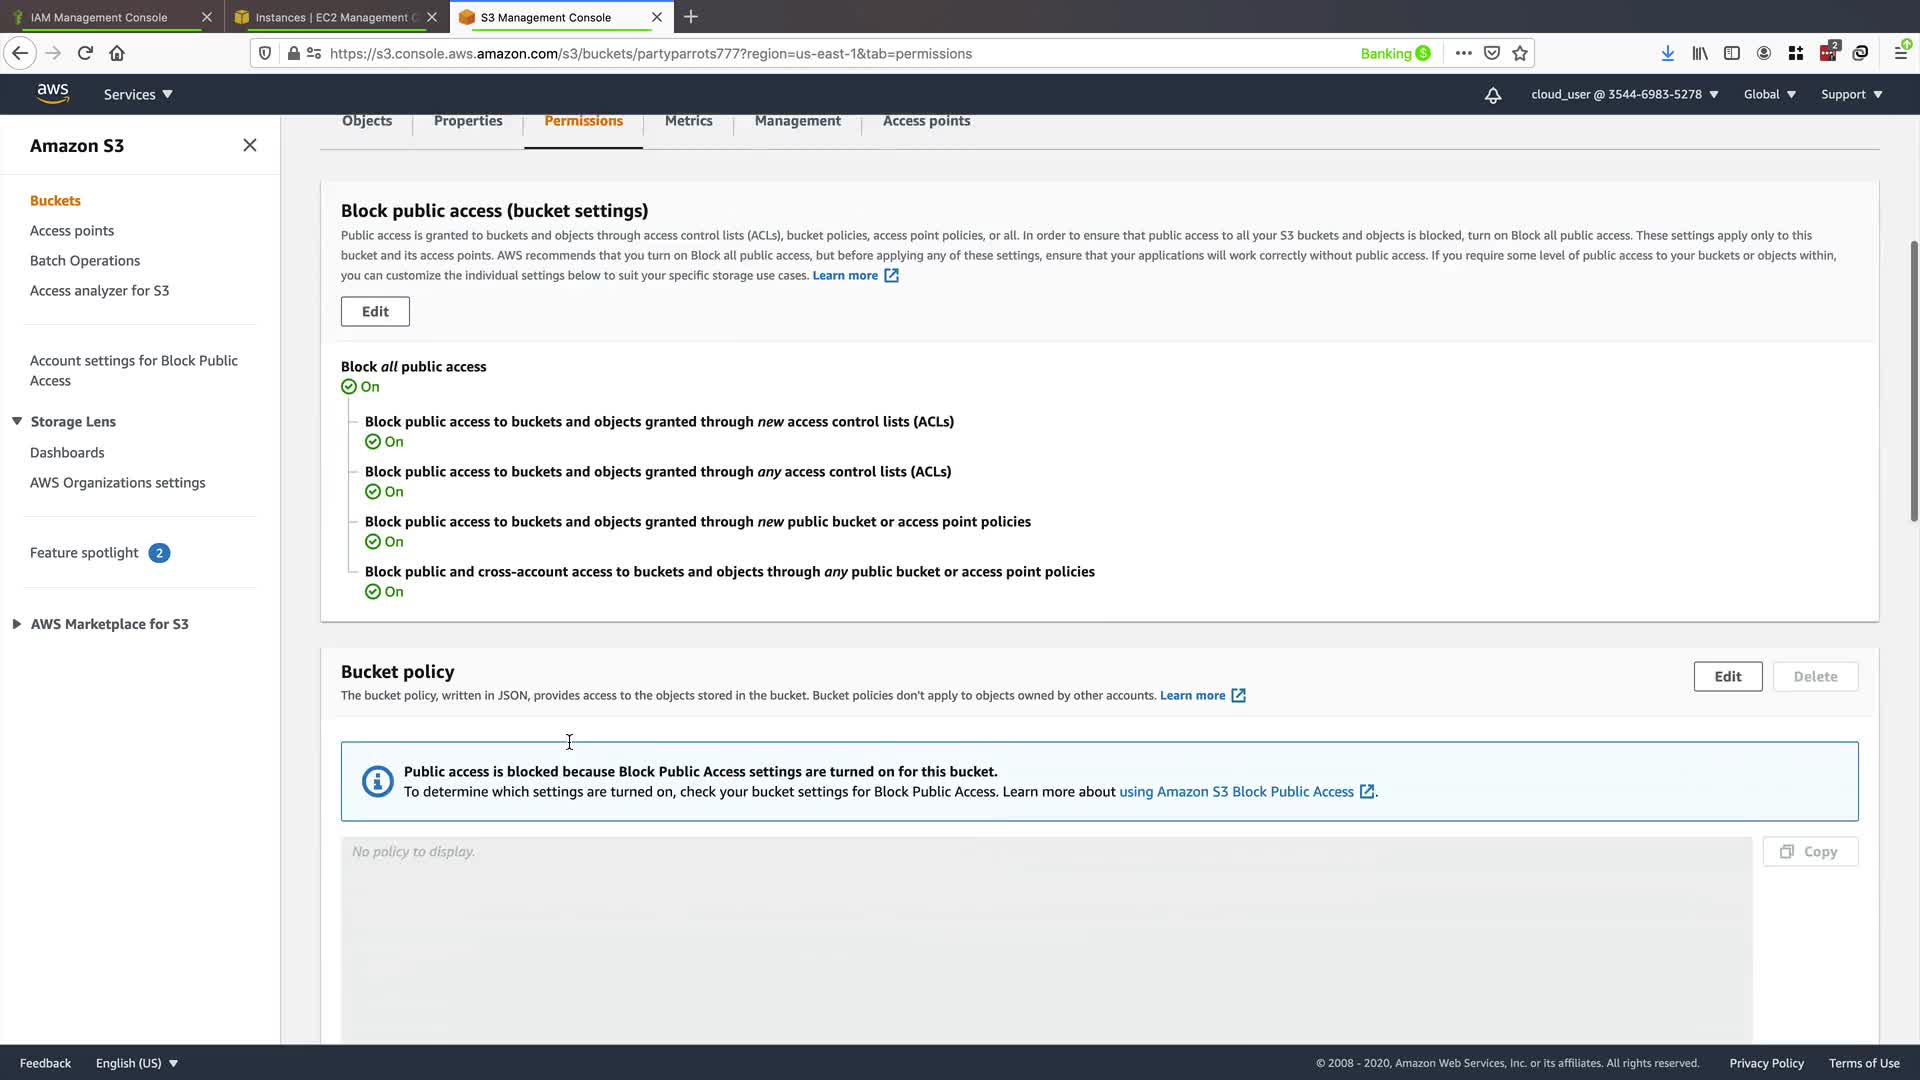 IAM Management Console
Instances | EC2 Management C
S3 Management Console
https://s3.console.aws.amazon.com/s3/buckets/partyparrots777?region=us-east-1&tab=permissions
Banking
2
aws
Services
cloud_user @ 3544-6983-5278
Global
Support
Amazon S3
Buckets
Access points
Batch Operations
Access analyzer for S3
Account settings for Block Public
Access
Storage Lens
Dashboards
AWS Organizations settings
Feature spotlight 2
AWS Marketplace for S3
Objects
Properties
Permissions
Metrics
Management
Access points
Block public access (bucket settings)
Public access is granted to buckets and objects through access control lists (ACLs), bucket policies, access point policies, or all. In order to ensure that public access to all your S3 buckets and objects is blocked, turn on Block all public access. These settings apply only to this
bucket and its access points. AWS recommends that you turn on Block all public access, but before applying any of these settings, ensure that your applications will work correctly without public access. If you require some level of public access to your buckets or objects within,
you can customize the individual settings below to suit your specific storage use cases. Learn more
Edit
Block all public access
On
Block public access to buckets and objects granted through new access control lists (ACLs)
On
Block public access to buckets and objects granted through any access control lists (ACLs)
On
Block public access to buckets and objects granted through new public bucket or access point policies
On
Block public and cross-account access to buckets and objects through any public bucket or access point policies
On
Bucket policy
The bucket policy, written in JSON, provides access to the objects stored in the bucket. Bucket policies don't apply to objects owned by other accounts. Learn more
Edit
Delete
Public access is blocked because Block Public Access settings are turned on for this bucket.
To determine which settings are turned on, check your bucket settings for Block Public Access. Learn more about using Amazon S3 Block Public Access.
No policy to display.
Copy
Feedback
English (US)
© 2008 - 2020, Amazon Web Services, Inc. or its affiliates. All rights reserved.
Privacy Policy
Terms of Use